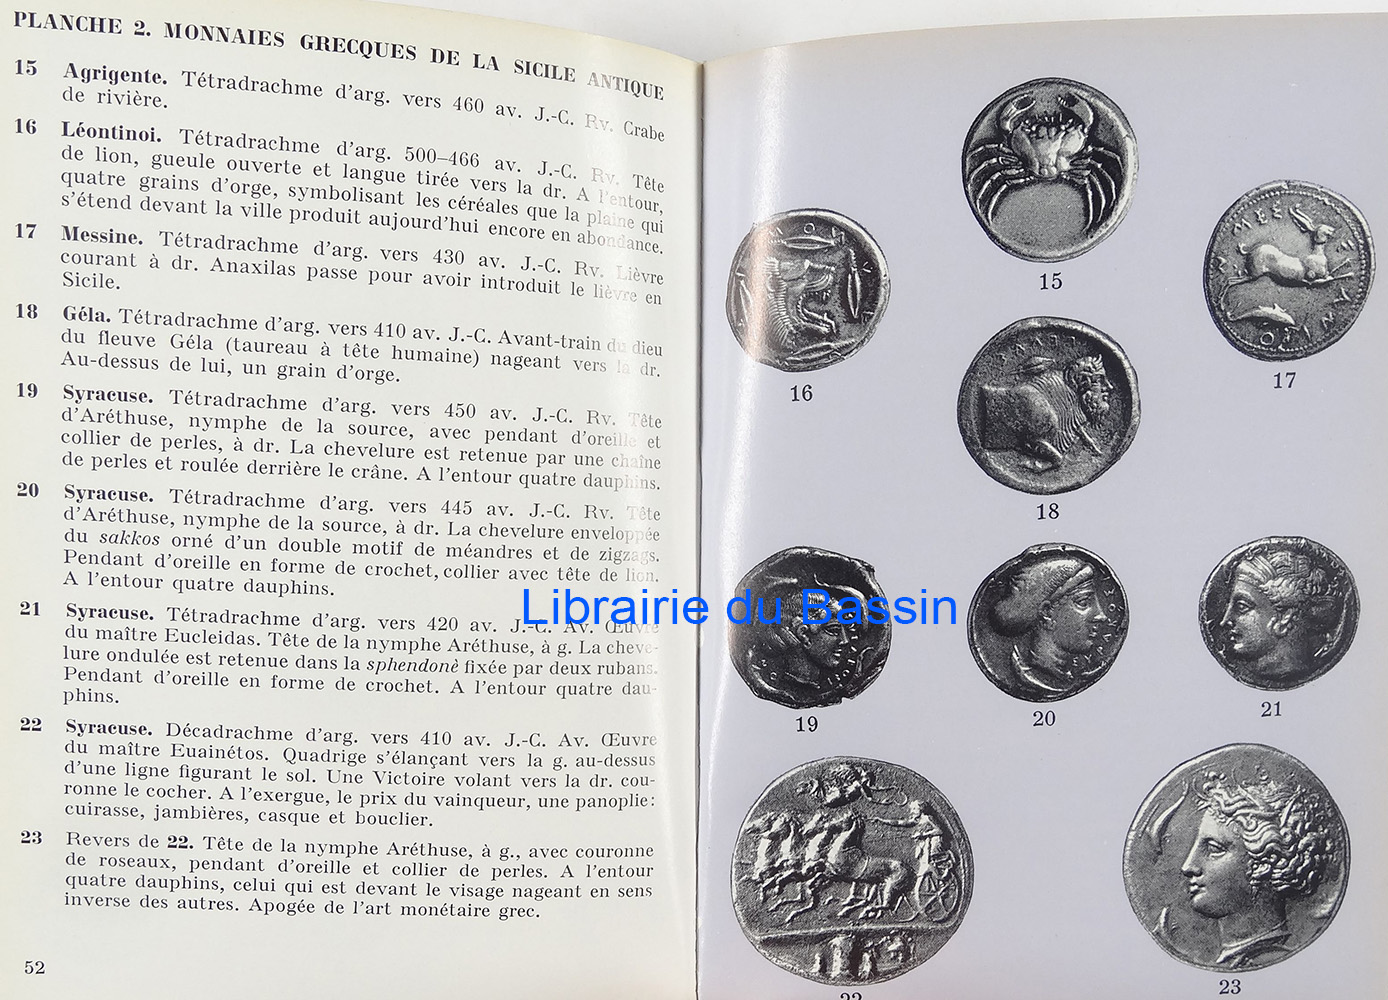 PLANCHE 2. MONNAIES GRECQUES DE LA SICILE ANTIQUE
15 Agrigente. Tétradrachme d'arg. vers 460 av. J.-C. Rv. Crabe
de rivière.
16 Léontinoi. Tétradrachme d'arg. 500–466 av. J.-C. Rv. Tête
de lion, gueule ouverte et langue tirée vers la dr. A l'entour,
quatre grains d'orge, symbolisant les céréales que la plaine qui
s'étend devant la ville produit aujourd'hui encore en abondance.
17 Messine. Tétradrachme d'arg. vers 430 av. J.-C. Rv. Lièvre
courant à dr. Anaxilas passe pour avoir introduit le lièvre en
Sicile.
18 Géla. Tétradrachme d'arg. vers 410 av. J.-C. Avant-train du dieu
du fleuve Géla (taureau à tête humaine) nageant vers la dr.
Au-dessus de lui, un grain d'orge.
19 Syracuse. Tétradrachme d'arg. vers 450 av. J.-C. Rv. Tête
d'Aréthuse, nymphe de la source, avec pendant d'oreille et
collier de perles, à dr. La chevelure est retenue par une chaîne
de perles et roulée derrière le crâne. A l'entour quatre dauphins.
20 Syracuse. Tétradrachme d'arg. vers 445 av. J.-C. Rv. Tête
d'Aréthuse, nymphe de la source, à dr. La chevelure enveloppée
du sakkos orné d'un double motif de méandres et de zigzags.
Pendant d'oreille en forme de crochet, collier avec tête de lion.
A l'entour quatre dauphins.
21 Syracuse. Tétradrachme d'arg. vers 420 av. J.-C. Av. Œuvre
du maître Eucleidas. Tête de la nymphe Aréthuse, à g. La cheve-
lure ondulée est retenue dans la sphendonè fixée par deux rubans.
Pendant d'oreille en forme de crochet. A l'entour quatre dau-
phins.
22 Syracuse. Décadrachme d'arg. vers 410 av. J.-C. Av. Œuvre
du maître Euainétos. Quadrige s'élançant vers la g. au-dessus
d'une ligne figurant le sol. Une Victoire volant vers la dr. cou-
ronne le cocher. A l'exergue, le prix du vainqueur, une panoplie:
cuirasse, jambières, casque et bouclier.
23 Revers de 22. Tête de la nymphe Aréthuse, à g., avec couronne
de roseaux, pendant d'oreille et collier de perles. A l'entour
quatre dauphins, celui qui est devant le visage nageant en sens
inverse des autres. Apogée de l'art monétaire grec.
52
Librairie du Bassin
15
16
17
18
19
20
21
22
23